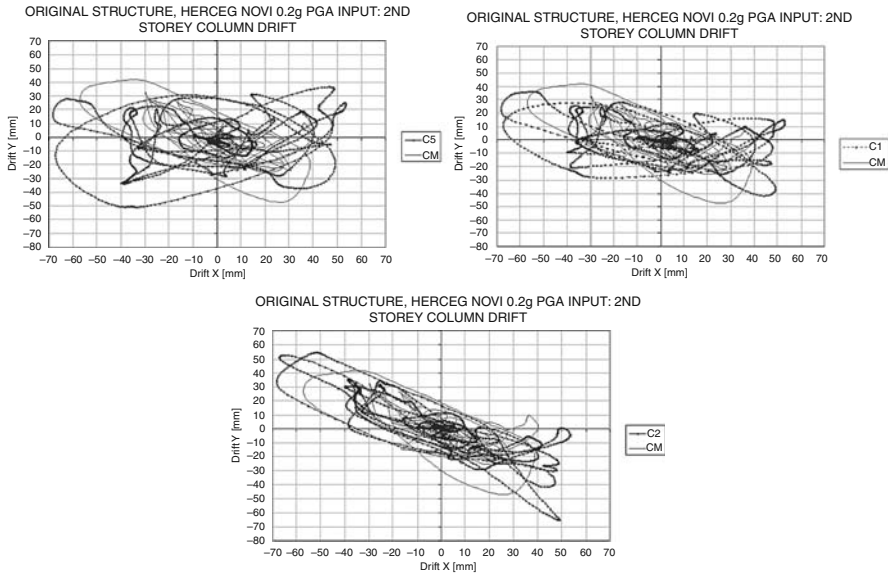 ORIGINAL STRUCTURE, HERCEG NOVI 0.2g PGA INPUT: 2ND
STOREY COLUMN DRIFT
70
60
50
40
30
20
10
0
–10
–20
–30
–40
–50
–60
–70
–80
Drift Y [mm]
–70 –60 –50 –40 –30 –20 –10 0 10 20 30 40 50 60 70
Drift X [mm]
C5
CM
ORIGINAL STRUCTURE, HERCEG NOVI 0.2g PGA INPUT: 2ND
STOREY COLUMN DRIFT
70
60
50
40
30
20
10
0
–10
–20
–30
–40
–50
–60
–70
–80
Drift Y [mm]
–70 –60 –50 –40 –30 –20 –10 0 10 20 30 40 50 60 70
Drift X [mm]
C1
CM
ORIGINAL STRUCTURE, HERCEG NOVI 0.2g PGA INPUT: 2ND
STOREY COLUMN DRIFT
70
60
50
40
30
20
10
0
–10
–20
–30
–40
–50
–60
–70
–80
Drift Y [mm]
–70 –60 –50 –40 –30 –20 –10 0 10 20 30 40 50 60 70
Drift X [mm]
C2
CM